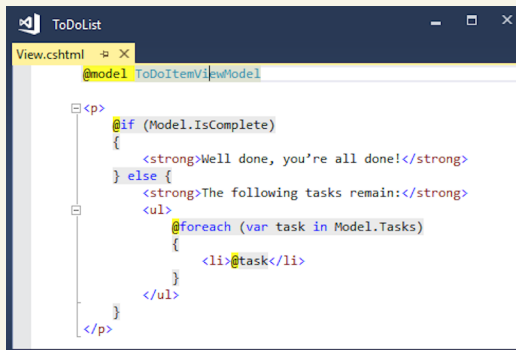 ToDoList
View.cshtml
@model ToDoItemViewModel
<p>
@if (Model.IsComplete)
{
<strong>Well done, you’re all done!</strong>
} else {
<strong>The following tasks remain:</strong>
<ul>
@foreach (var task in Model.Tasks)
{
<li>@task</li>
}
</ul>
}
</p>